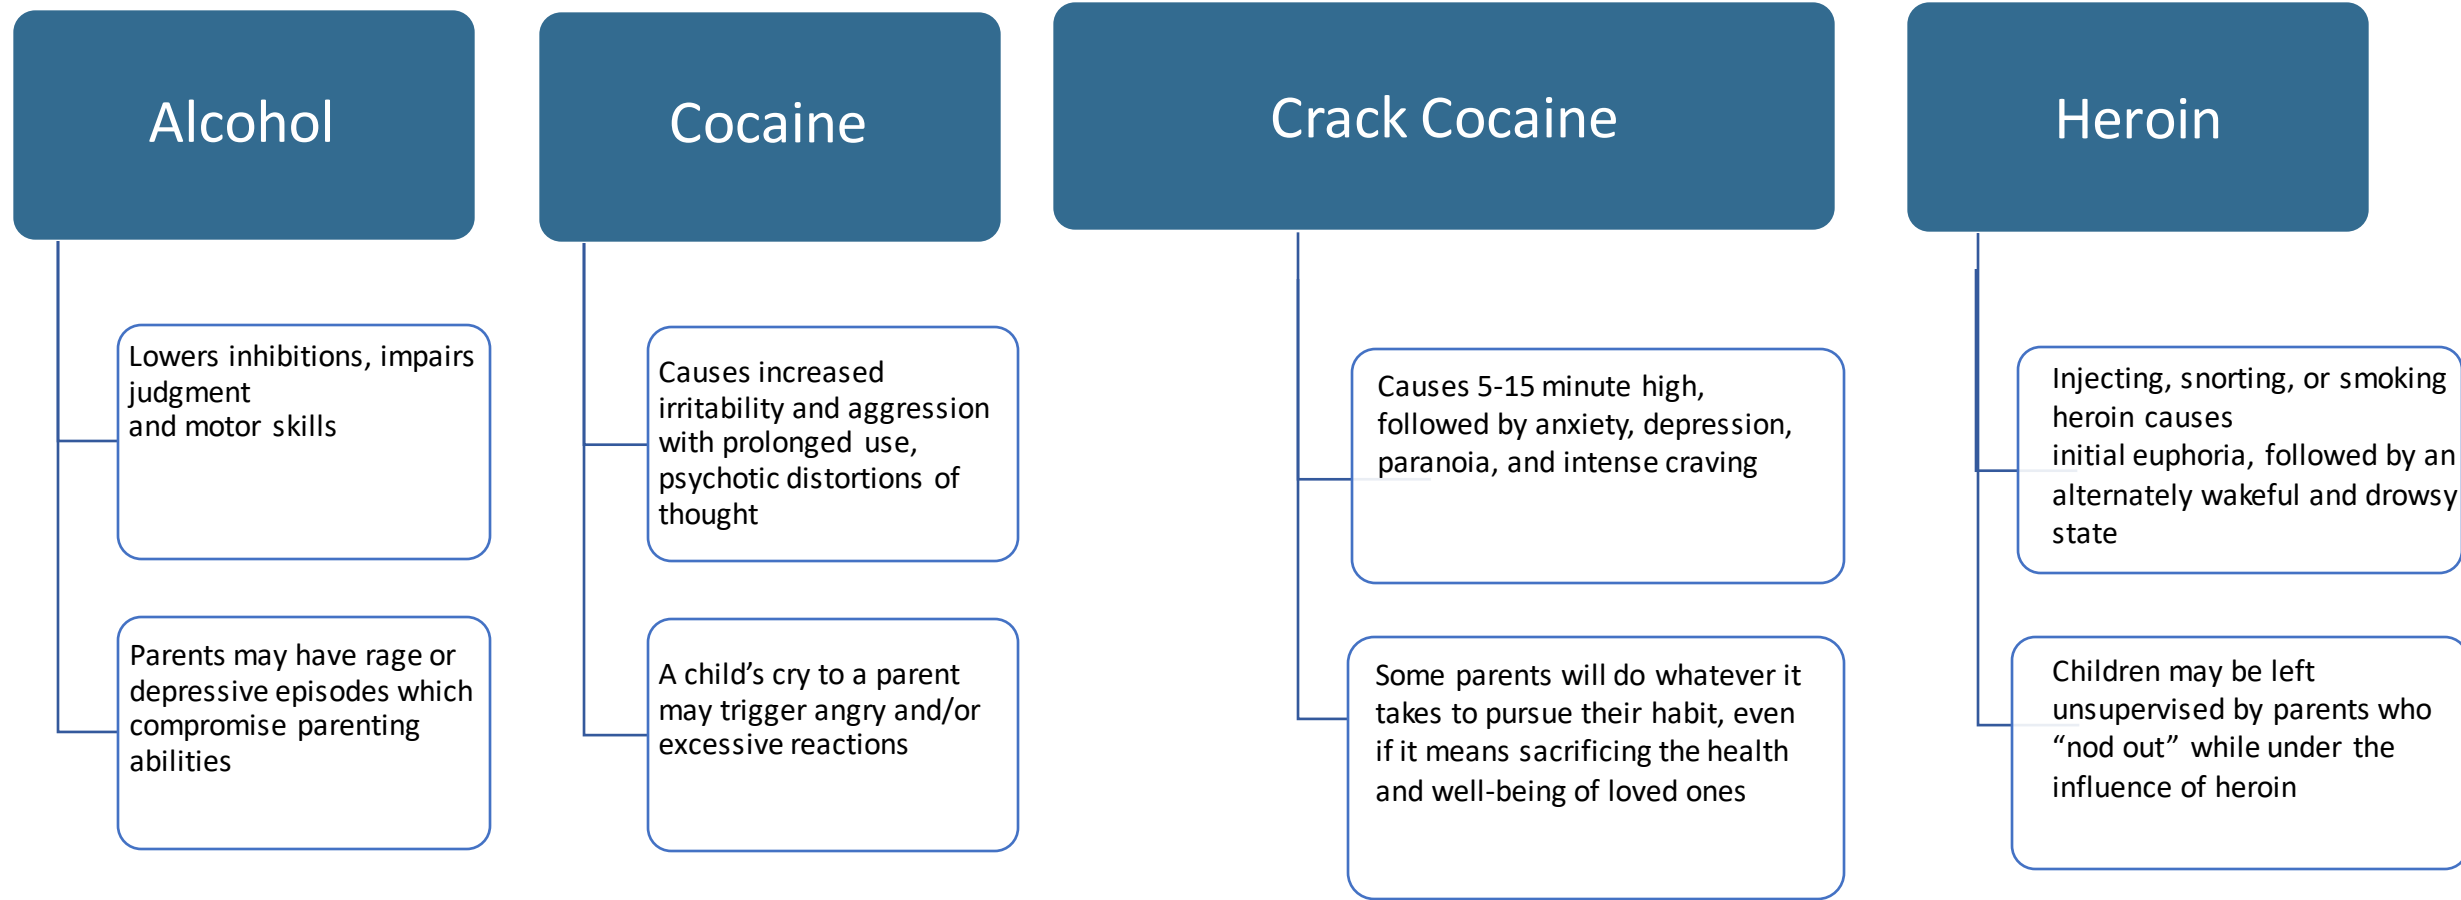 Alcohol
Lowers inhibitions, impairs
judgment
and motor skills
Parents may have rage or
depressive episodes which
compromise parenting
abilities
Cocaine
Causes increased
irritability and aggression
with prolonged use,
psychotic distortions of
thought
A child’s cry to a parent
may trigger angry and/or
excessive reactions
Crack Cocaine
Causes 5-15 minute high,
followed by anxiety, depression,
paranoia, and intense craving
Some parents will do whatever it
takes to pursue their habit, even
if it means sacrificing the health
and well-being of loved ones
Heroin
Injecting, snorting, or smoking
heroin causes
initial euphoria, followed by an
alternately wakeful and drowsy
state
Children may be left
unsupervised by parents who
“nod out” while under the
influence of heroin